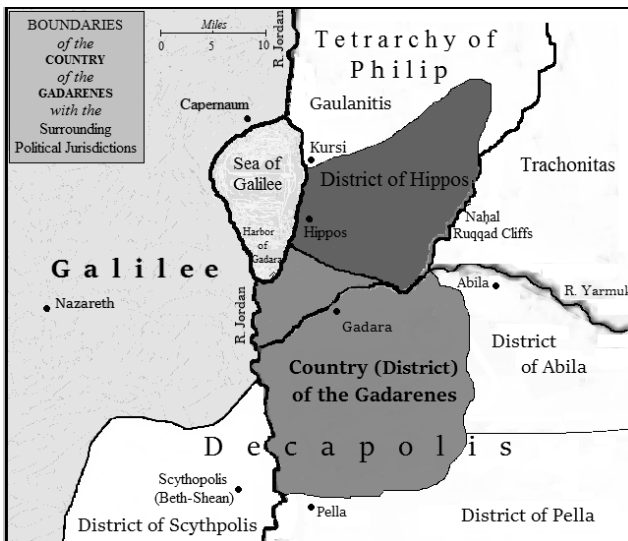 BOUNDARIES
of the
COUNTRY
of the
GADARENES
with the
Surrounding
Political Jurisdictions
Miles
0 5 10
R. Jordan
Tetrarchy of
Philip
Gaulanitis
Capernaum
Kursi
Sea of
Galilee
District of Hippos
Trachonitas
Harbor
of
Gadara
Hippos
Naḥal
Ruqqad Cliffs
Galilee
Nazareth
R. Jordan
Abila
R. Yarmuk
Gadara
District
of Abila
Country (District)
of the Gadarenes
Decapolis
Scythopolis
(Beth-Shean)
Pella
District of Scythpolis
District of Pella